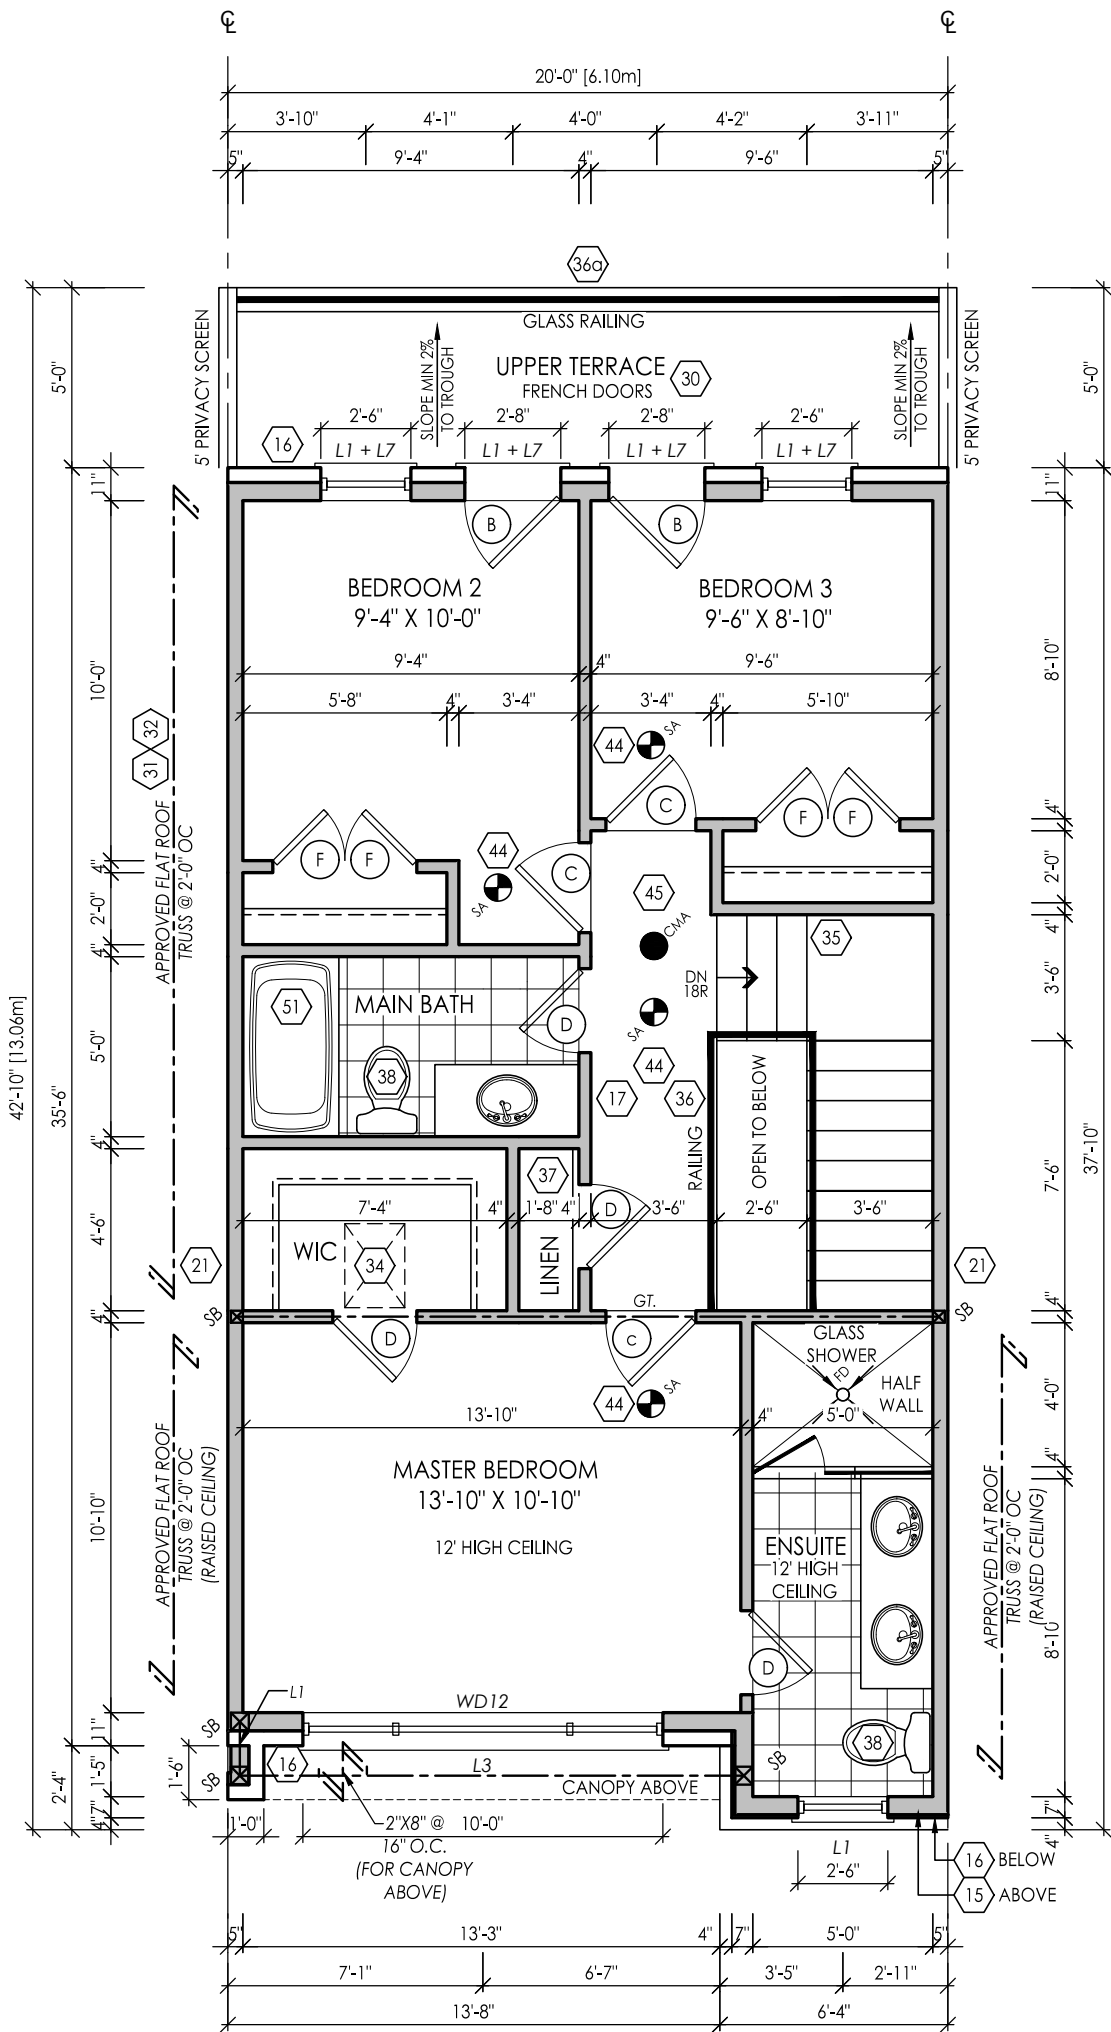 ℄ ℄
20'-0" [6.10m]
3'-10" 4'-1" 4'-0" 4'-2" 3'-11"
5" 9'-4" 4" 9'-6" 5"
36a
GLASS RAILING
5' PRIVACY SCREEN
SLOPE MIN 2%
TO TROUGH
UPPER TERRACE 30
FRENCH DOORS
SLOPE MIN 2%
TO TROUGH
5' PRIVACY SCREEN
5'-0" 5'-0"
2'-6" 2'-8" 2'-8" 2'-6"
16 L1 + L7 L1 + L7 L1 + L7 L1 + L7
11" 11"
B B
BEDROOM 2
9'-4" X 10'-0"
BEDROOM 3
9'-6" X 8'-10"
9'-4" 4" 9'-6"
5'-8" 4" 3'-4" 3'-4" 4" 5'-10"
10'-0" 8'-10"
31 32
44 SA
C
F F
F F
44
SA
C
45
CMA
4" 2'-0" 4"
4" 2'-0" 4"
APPROVED FLAT ROOF
TRUSS @ 2'-0" OC
35
DN
18R
51
MAIN BATH
D
SA
44
38
17 36
RAILING
OPEN TO BELOW
3'-6"
5'-0"
42'-10" [13.06m]
35'-6"
37'-10"
7'-6"
4"
37
7'-4" 4" 1'-8" 4" D 3'-6" 2'-6" 3'-6"
4'-6"
WIC 34
LINEN
21 21
SB GT. SB
4" 4"
D c
44 SA
GLASS
SHOWER
FD
HALF
WALL
4'-0"
13'-10" 4" 5'-0"
4"
MASTER BEDROOM
13'-10" X 10'-10"
12' HIGH CEILING
10'-10"
APPROVED FLAT ROOF
TRUSS @ 2'-0" OC
(RAISED CEILING)
ENSUITE
12' HIGH
CEILING
APPROVED FLAT ROOF
TRUSS @ 2'-0" OC
(RAISED CEILING)
8'-10
D
L1
WD12
SB
38
11"
16
L3
SB
SB
CANOPY ABOVE
1'-6"
1'-5"
2'-4"
7"
4"
7"
4"
1'-0" 2"X8" @ 10'-0"
16" O.C.
(FOR CANOPY
ABOVE)
L1
2'-6"
16 BELOW
15 ABOVE
5" 13'-3" 4" 7" 5'-0" 5"
7'-1" 6'-7" 3'-5" 2'-11"
13'-8" 6'-4"